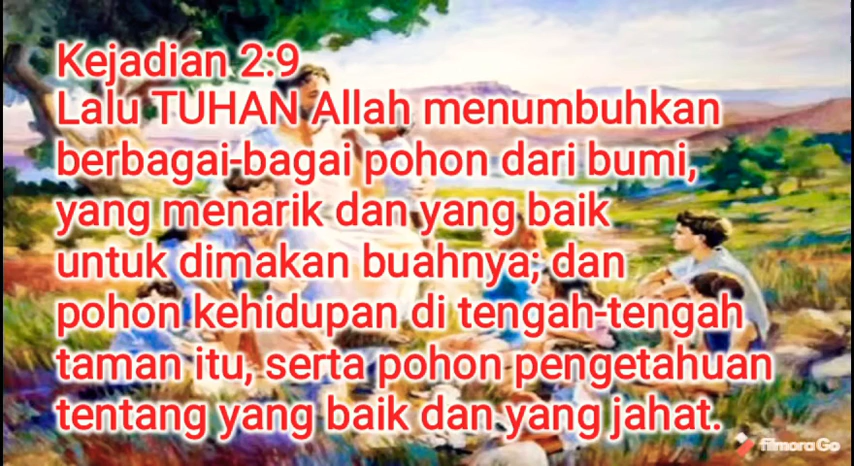 Kejadian 2:9
Lalu TUHAN Allah menumbuhkan
berbagai-bagai pohon dari bumi,
yang menarik dan yang baik
untuk dimakan buahnya; dan
pohon kehidupan di tengah-tengah
taman itu, serta pohon pengetahuan
tentang yang baik dan yang jahat.
filmoraGo